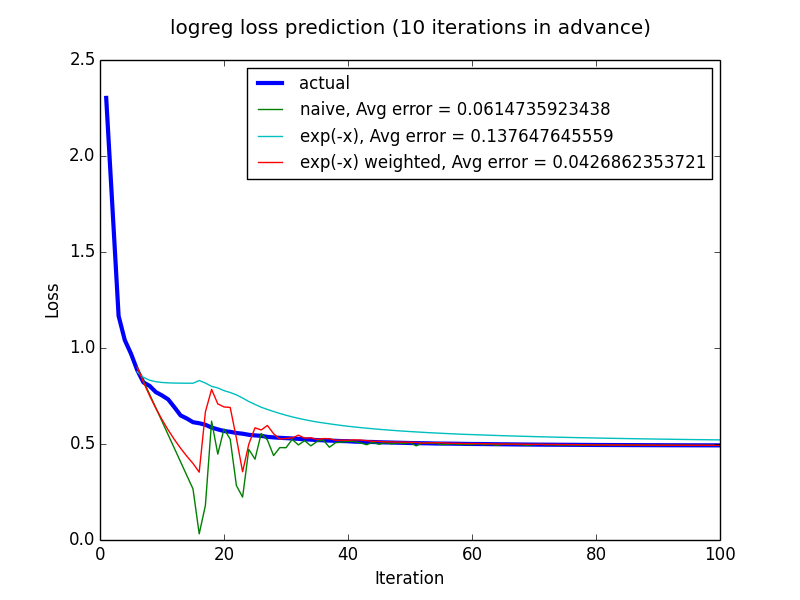 logreg loss prediction (10 iterations in advance)
2.5
2.0
1.5
1.0
0.5
0.0
Loss
actual
naive, Avg error = 0.0614735923438
exp(-x), Avg error = 0.137647645559
exp(-x) weighted, Avg error = 0.0426862353721
0 20 40 60 80 100
Iteration